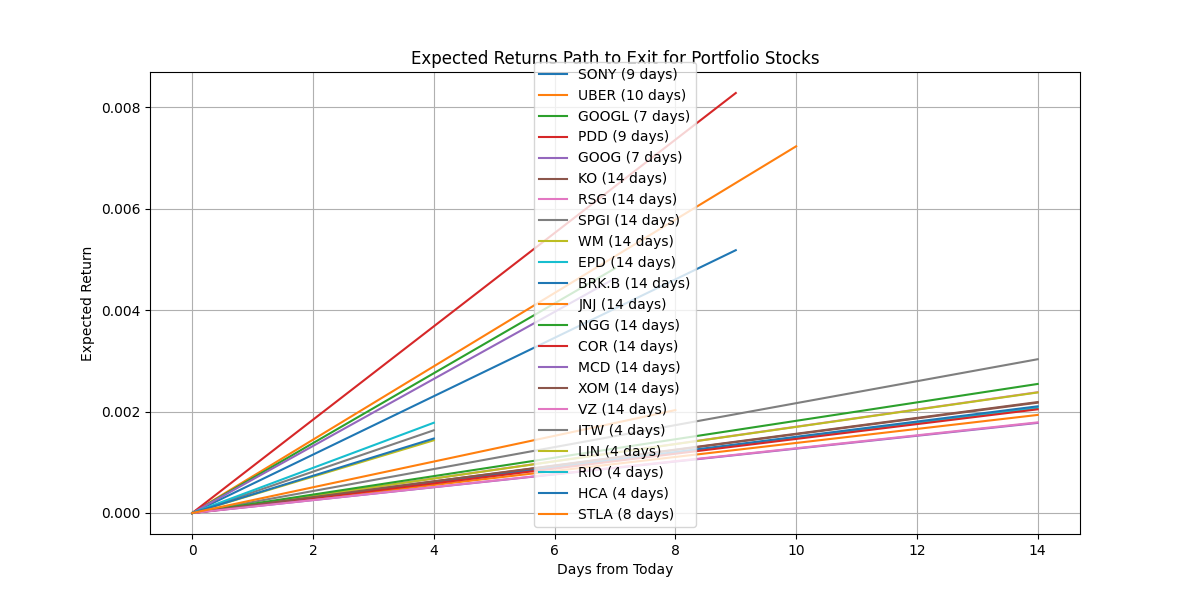 Expected Returns Path to Exit for Portfolio Stocks
SONY (9 days)
UBER (10 days)
GOOGL (7 days)
PDD (9 days)
GOOG (7 days)
KO (14 days)
RSG (14 days)
SPGI (14 days)
WM (14 days)
EPD (14 days)
BRK.B (14 days)
JNJ (14 days)
NGG (14 days)
COR (14 days)
MCD (14 days)
XOM (14 days)
VZ (14 days)
ITW (4 days)
LIN (4 days)
RIO (4 days)
HCA (4 days)
STLA (8 days)
Expected Return
0.008
0.006
0.004
0.002
0.000
0 2 4 6 8 10 12 14
Days from Today